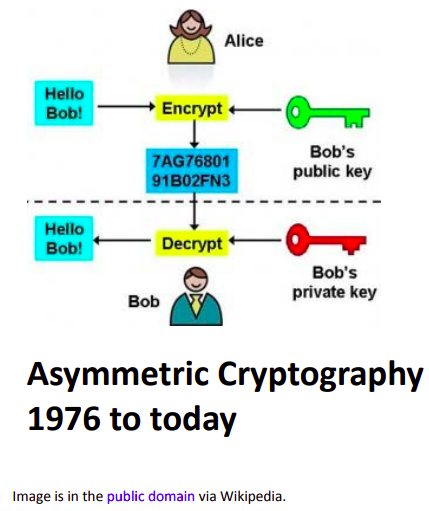 Alice
Hello
Bob!
Encrypt
Bob's
public key
7AG76801
91B02FN3
Hello
Bob!
Decrypt
Bob's
private key
Bob
Asymmetric Cryptography
1976 to today
Image is in the public domain via Wikipedia.